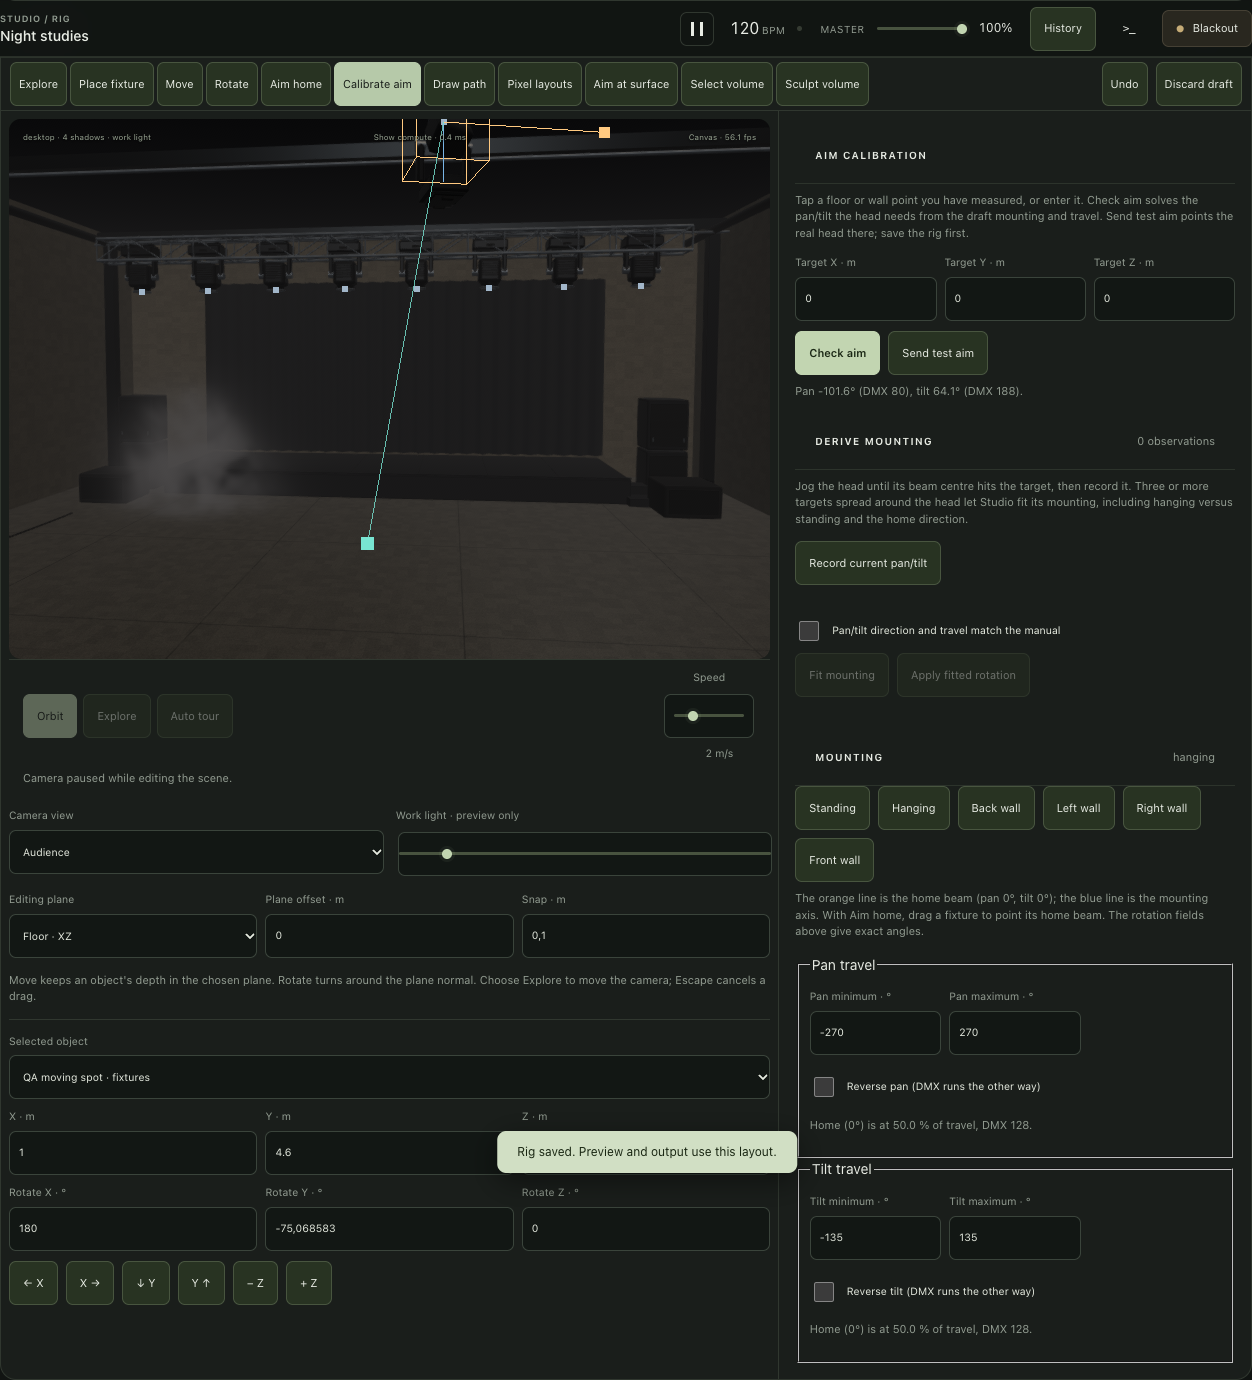 STUDIO / RIG
Night studies
120 BPM
MASTER
100%
History
>_
Blackout
Explore
Place fixture
Move
Rotate
Aim home
Calibrate aim
Draw path
Pixel layouts
Aim at surface
Select volume
Sculpt volume
Undo
Discard draft
desktop · 4 shadows · work light
Show compute · 0.4 ms
Canvas · 56.1 fps
Orbit
Explore
Auto tour
Speed
2 m/s
Camera paused while editing the scene.
Camera view
Work light · preview only
Audience
Editing plane
Plane offset · m
Snap · m
Floor · XZ
0
0,1
Move keeps an object's depth in the chosen plane. Rotate turns around the plane normal. Choose Explore to move the camera; Escape cancels a
drag.
Selected object
QA moving spot · fixtures
X · m
Y · m
Z · m
1
4.6
Rig saved. Preview and output use this layout.
Rotate X · °
Rotate Y · °
Rotate Z · °
180
-75,068583
0
← X
X →
↓ Y
Y ↑
− Z
+ Z
AIM CALIBRATION
Tap a floor or wall point you have measured, or enter it. Check aim solves the
pan/tilt the head needs from the draft mounting and travel. Send test aim points the
real head there; save the rig first.
Target X · m
Target Y · m
Target Z · m
0
0
0
Check aim
Send test aim
Pan -101.6° (DMX 80), tilt 64.1° (DMX 188).
DERIVE MOUNTING
0 observations
Jog the head until its beam centre hits the target, then record it. Three or more
targets spread around the head let Studio fit its mounting, including hanging versus
standing and the home direction.
Record current pan/tilt
Pan/tilt direction and travel match the manual
Fit mounting
Apply fitted rotation
MOUNTING
hanging
Standing
Hanging
Back wall
Left wall
Right wall
Front wall
The orange line is the home beam (pan 0°, tilt 0°); the blue line is the mounting
axis. With Aim home, drag a fixture to point its home beam. The rotation fields
above give exact angles.
Pan travel
Pan minimum · °
Pan maximum · °
-270
270
Reverse pan (DMX runs the other way)
Home (0°) is at 50.0 % of travel, DMX 128.
Tilt travel
Tilt minimum · °
Tilt maximum · °
-135
135
Reverse tilt (DMX runs the other way)
Home (0°) is at 50.0 % of travel, DMX 128.